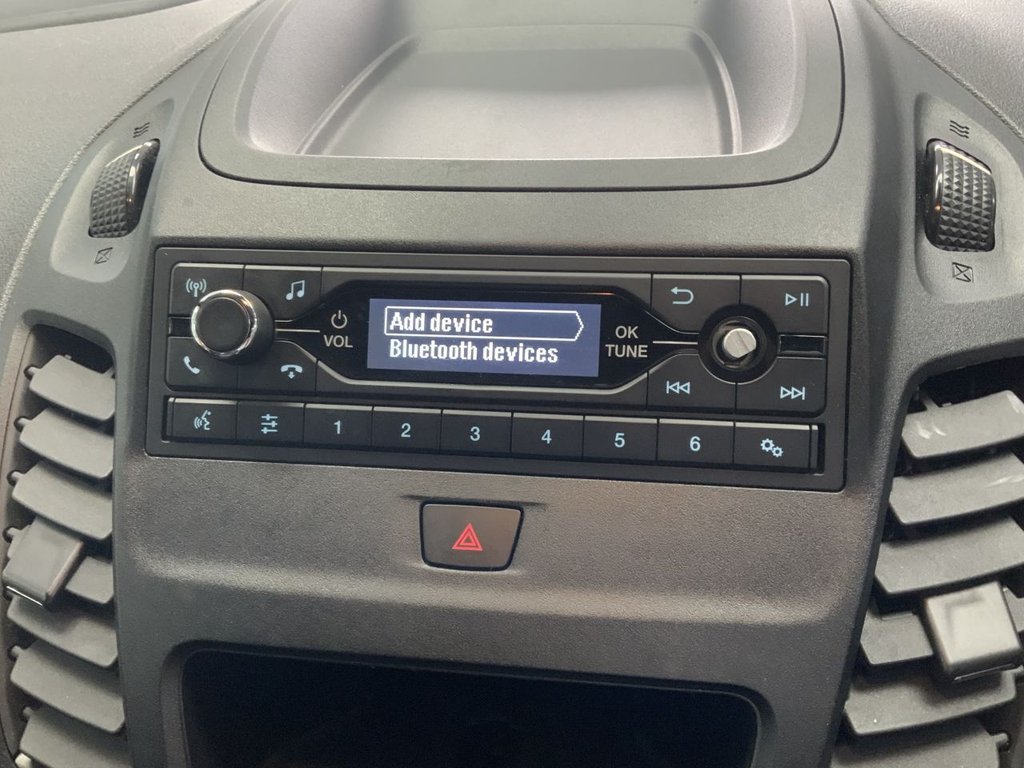 Add device
Bluetooth devices
VOL
OK
TUNE
1 2 3 4 5 6